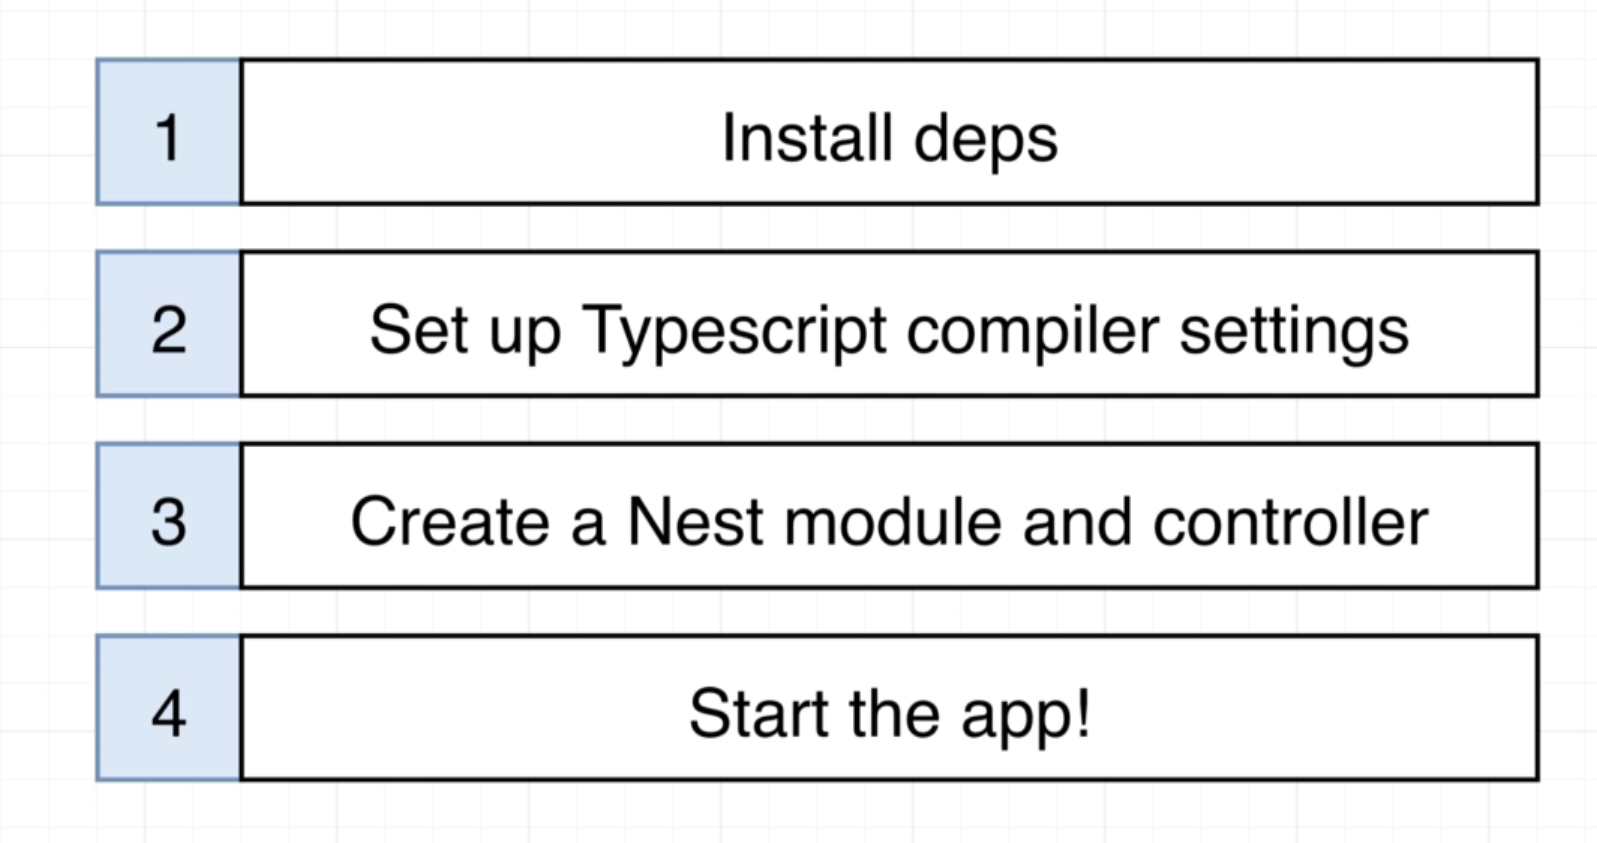 1 Install deps
2 Set up Typescript compiler settings
3 Create a Nest module and controller
4 Start the app!